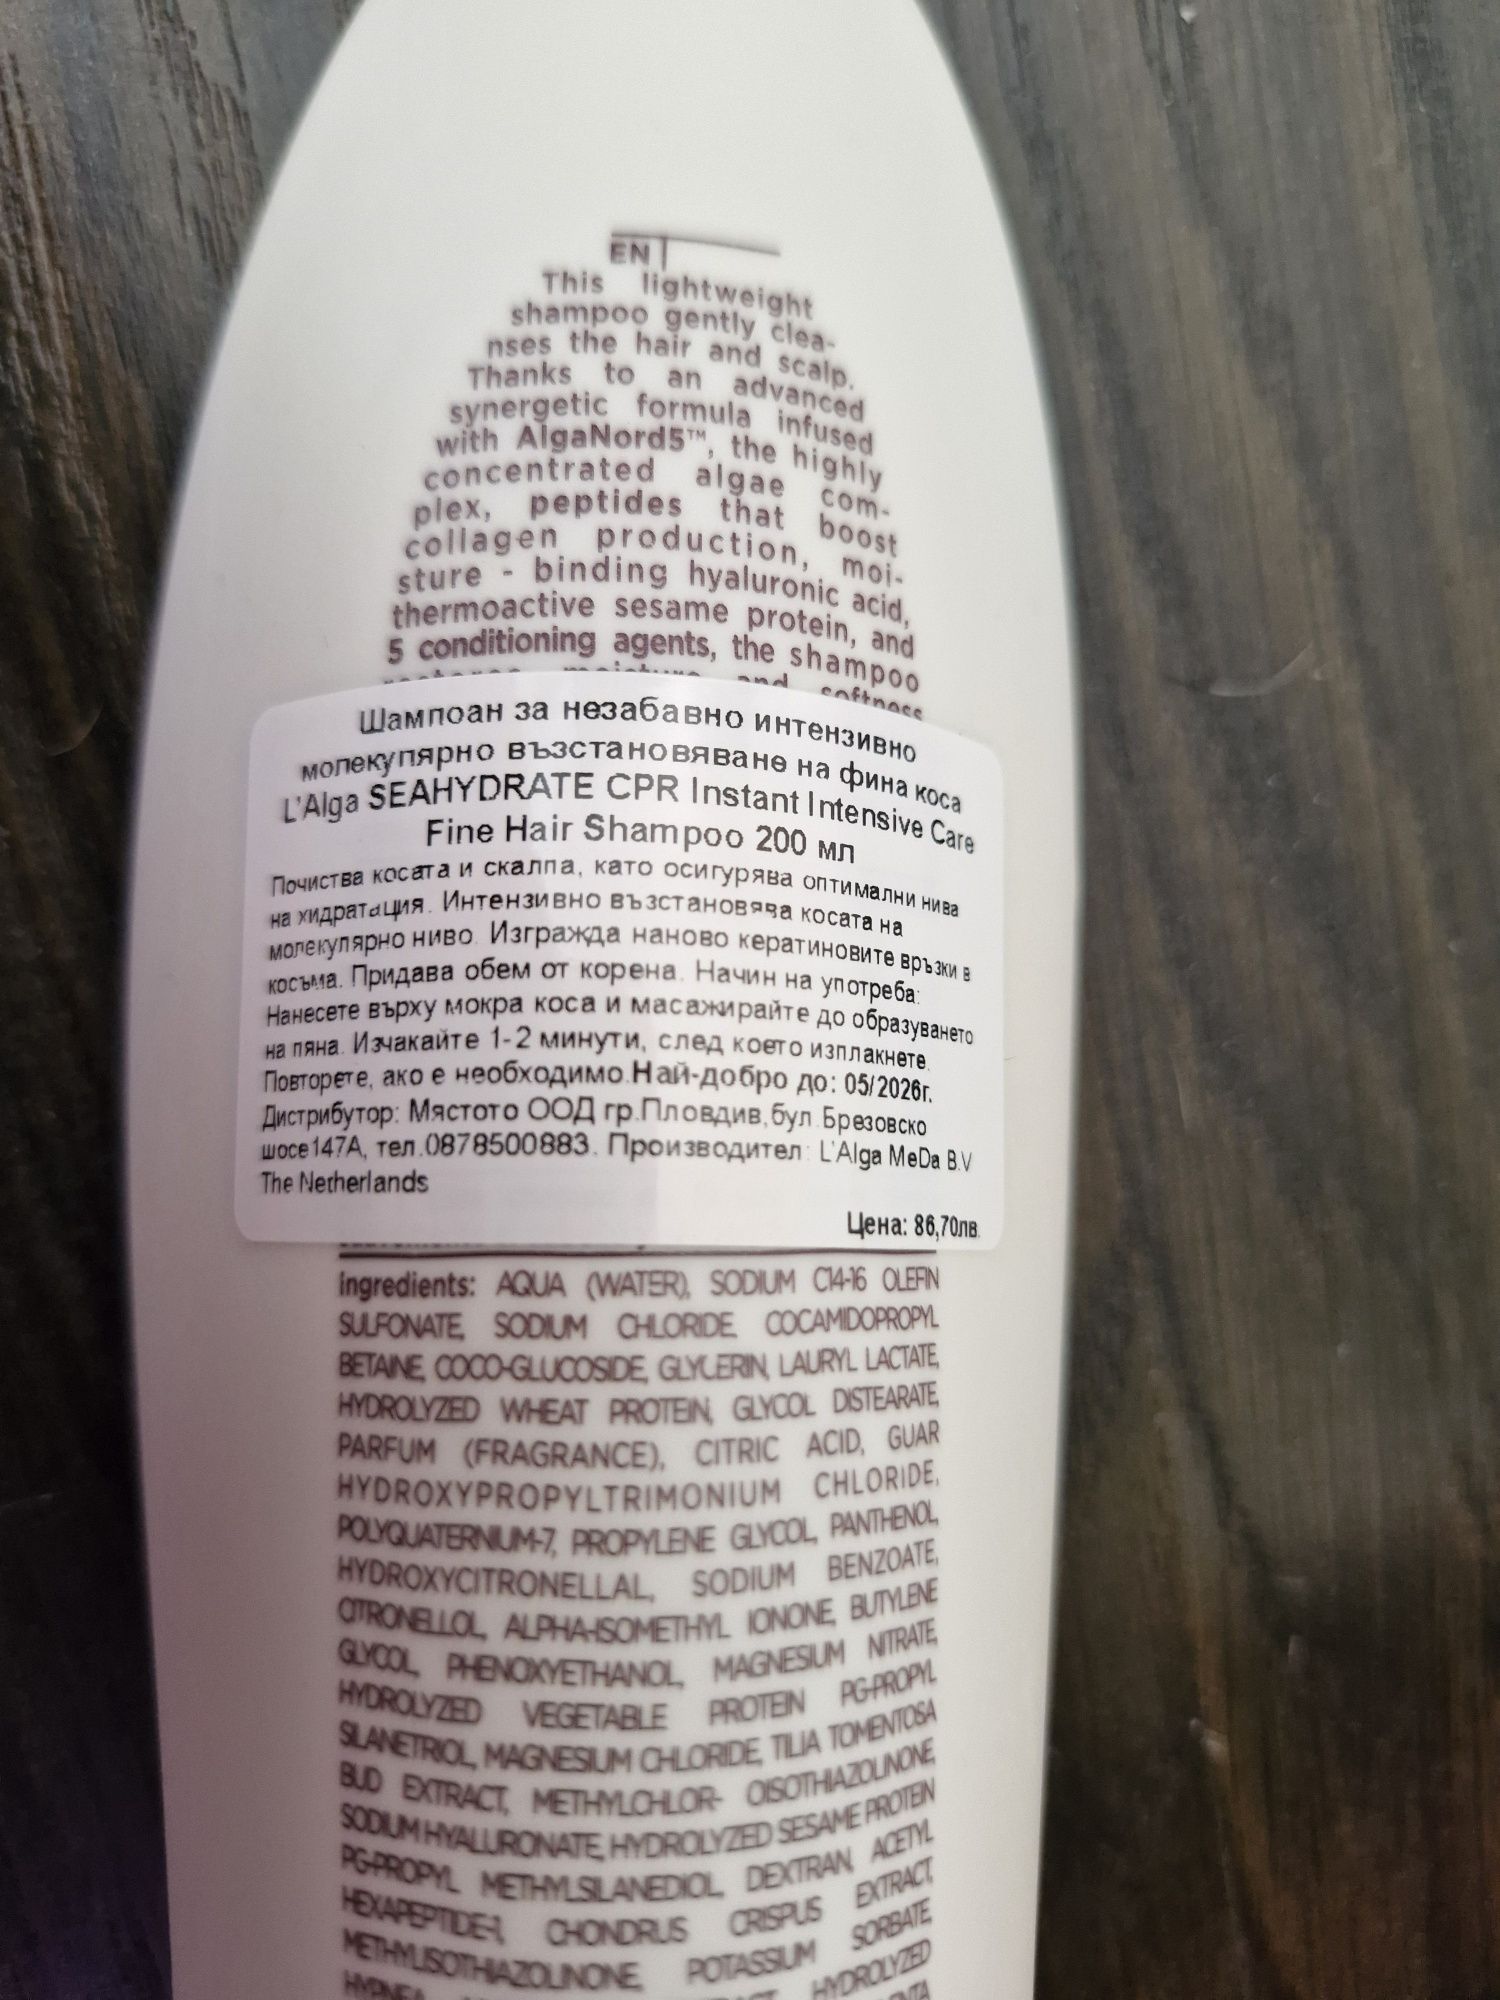 EN
This lightweight
shampoo gently clea-
nses the hair and scalp.
Thanks to an advanced
synergetic formula infused
with AlgaNord5™, the highly
concentrated algae com-
plex, peptides that boost
collagen production, moi-
sture - binding hyaluronic acid,
thermoactive sesame protein, and
5 conditioning agents, the shampoo
moisture and softness
Шампоан за незабавно интензивно
молекулярно възстановяване на фина коса
L'Alga SEAHYDRATE CPR Instant Intensive Care
Fine Hair Shampoo 200 мл
Почиства косата и скалпа, като осигурява оптимални нива
на хидратация. Интензивно възстановява косата на
молекулярно ниво. Изгражда наново кератиновите връзки в
косъма. Придава обем от корена. Начин на употреба:
Нанесете върху мокра коса и масажирайте до образуването
на пяна. Изчакайте 1-2 минути, след което изплакнете.
Повторете, ако е необходимо.Най-добро до: 05/2026г.
Дистрибутор: Мястото ООД гр.Пловдив,бул.Брезовско
шосе147А, тел.0878500883. Производител: L'Alga MeDa B.V
The Netherlands
Цена: 86,70лв.
ingredients: AQUA (WATER), SODIUM C14-16 OLEFIN
SULFONATE, SODIUM CHLORIDE, COCAMIDOPROPYL
BETAINE, COCO-GLUCOSIDE, GLYCERIN, LAURYL LACTATE,
HYDROLYZED WHEAT PROTEIN, GLYCOL DISTEARATE,
PARFUM (FRAGRANCE), CITRIC ACID, GUAR
HYDROXYPROPYLTRIMONIUM CHLORIDE,
POLYQUATERNIUM-7, PROPYLENE GLYCOL, PANTHENOL,
HYDROXYCITRONELLAL, SODIUM BENZOATE,
CITRONELLOL, ALPHA-ISOMETHYL IONONE, BUTYLENE
GLYCOL, PHENOXYETHANOL, MAGNESIUM NITRATE,
HYDROLYZED VEGETABLE PROTEIN PG-PROPYL
SILANETRIOL, MAGNESIUM CHLORIDE, TILIA TOMENTOSA
BUD EXTRACT, METHYLCHLOR- OISOTHIAZOLINONE,
SODIUM HYALURONATE, HYDROLYZED SESAME PROTEIN
PG-PROPYL METHYLSILANEDIOL, DEXTRAN, ACETYL
HEXAPEPTIDE-1, CHONDRUS CRISPUS EXTRACT,
METHYLISOTHIAZOLINONE, POTASSIUM SORBATE,
HYPNEA HYDROLYZED